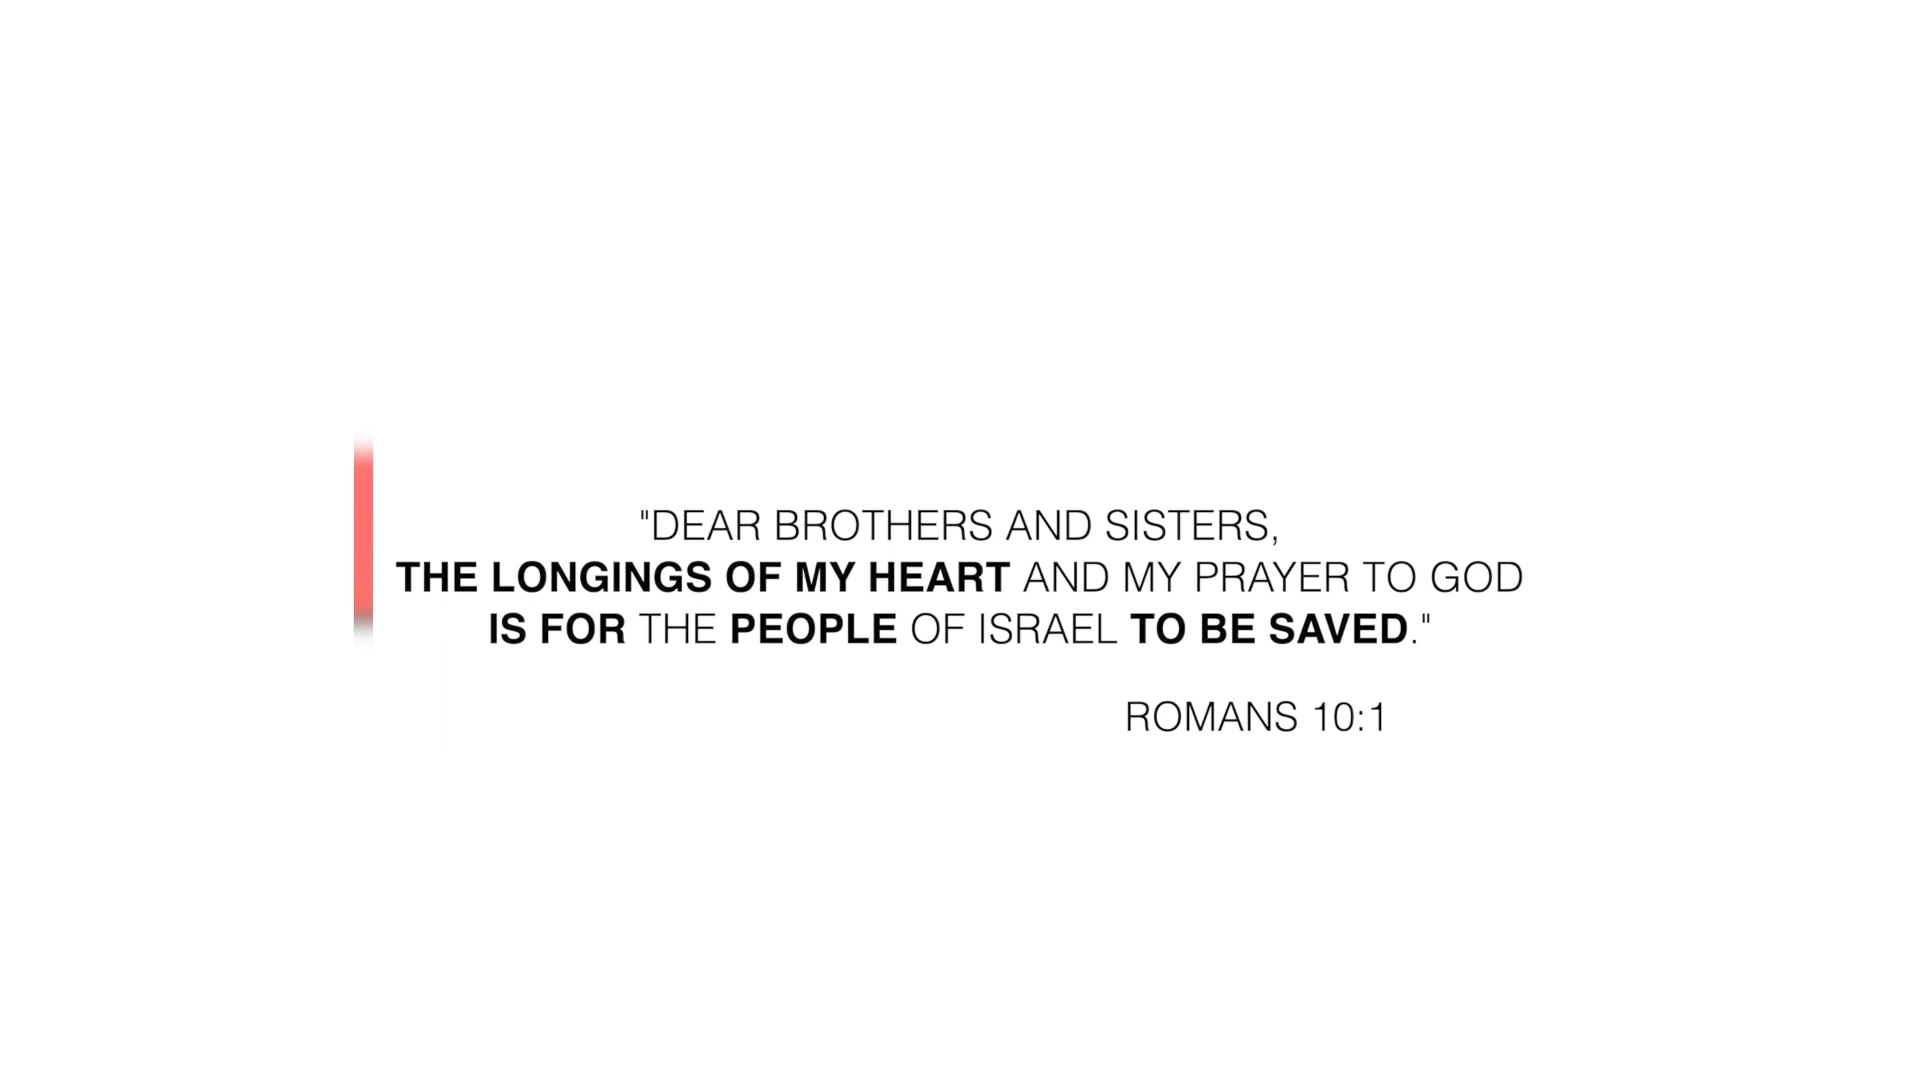 "DEAR BROTHERS AND SISTERS,
THE LONGINGS OF MY HEART AND MY PRAYER TO GOD
IS FOR THE PEOPLE OF ISRAEL TO BE SAVED."
ROMANS 10:1